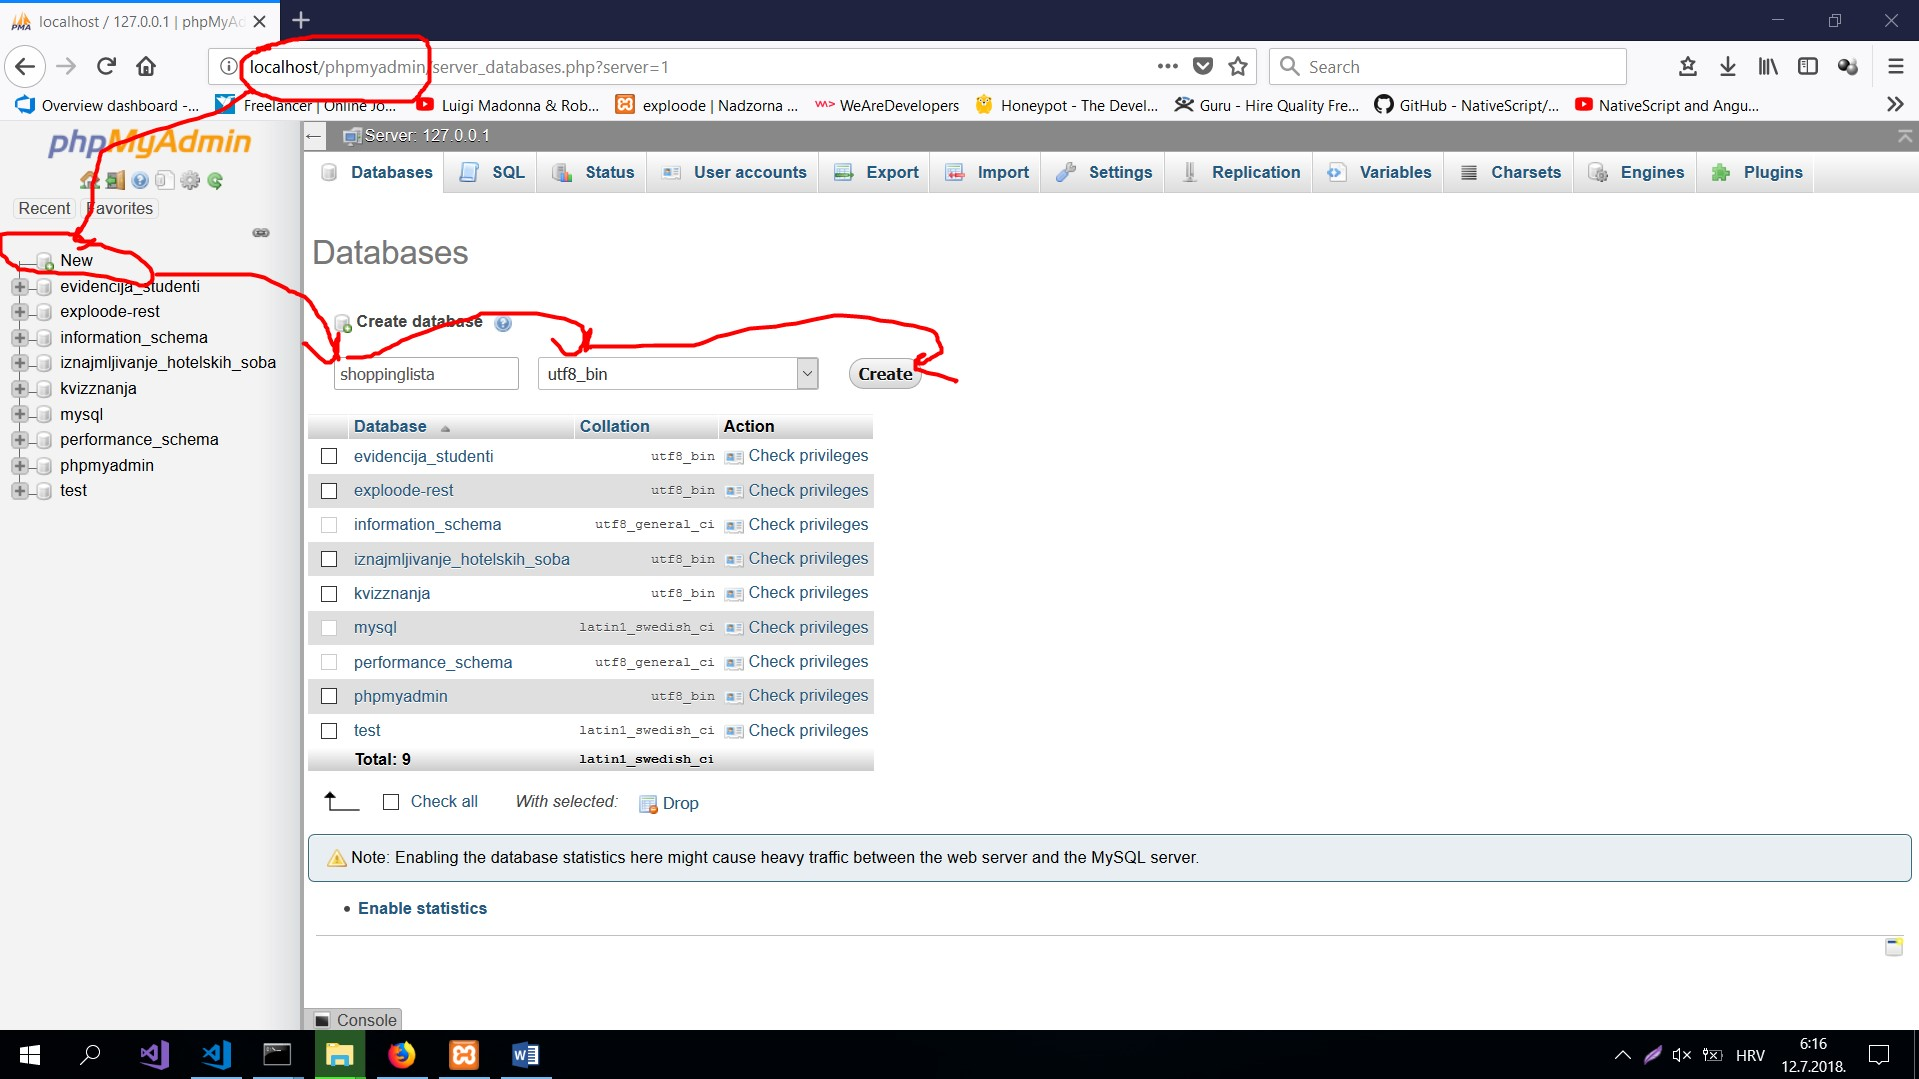 localhost / 127.0.0.1 | phpMyAd
localhost/phpmyadmin/server_databases.php?server=1
Search
Overview dashboard -...
Freelancer | Online Jo...
Luigi Madonna & Rob...
exploode | Nadzorna ...
WeAreDevelopers
Honeypot - The Devel...
Guru - Hire Quality Fre...
GitHub - NativeScript/...
NativeScript and Angu...
phpMyAdmin
Recent Favorites
New
evidencija_studenti
exploode-rest
information_schema
iznajmljivanje_hotelskih_soba
kvizznanja
mysql
performance_schema
phpmyadmin
test
Server: 127.0.0.1
Databases SQL Status User accounts Export Import Settings Replication Variables Charsets Engines Plugins
Databases
Create database
shoppinglista utf8_bin Create
Database Collation Action
evidencija_studenti utf8_bin Check privileges
exploode-rest utf8_bin Check privileges
information_schema utf8_general_ci Check privileges
iznajmljivanje_hotelskih_soba utf8_bin Check privileges
kvizznanja utf8_bin Check privileges
mysql latin1_swedish_ci Check privileges
performance_schema utf8_general_ci Check privileges
phpmyadmin utf8_bin Check privileges
test latin1_swedish_ci Check privileges
Total: 9 latin1_swedish_ci
Check all With selected: Drop
Note: Enabling the database statistics here might cause heavy traffic between the web server and the MySQL server.
• Enable statistics
Console
HRV
6:16
12.7.2018.